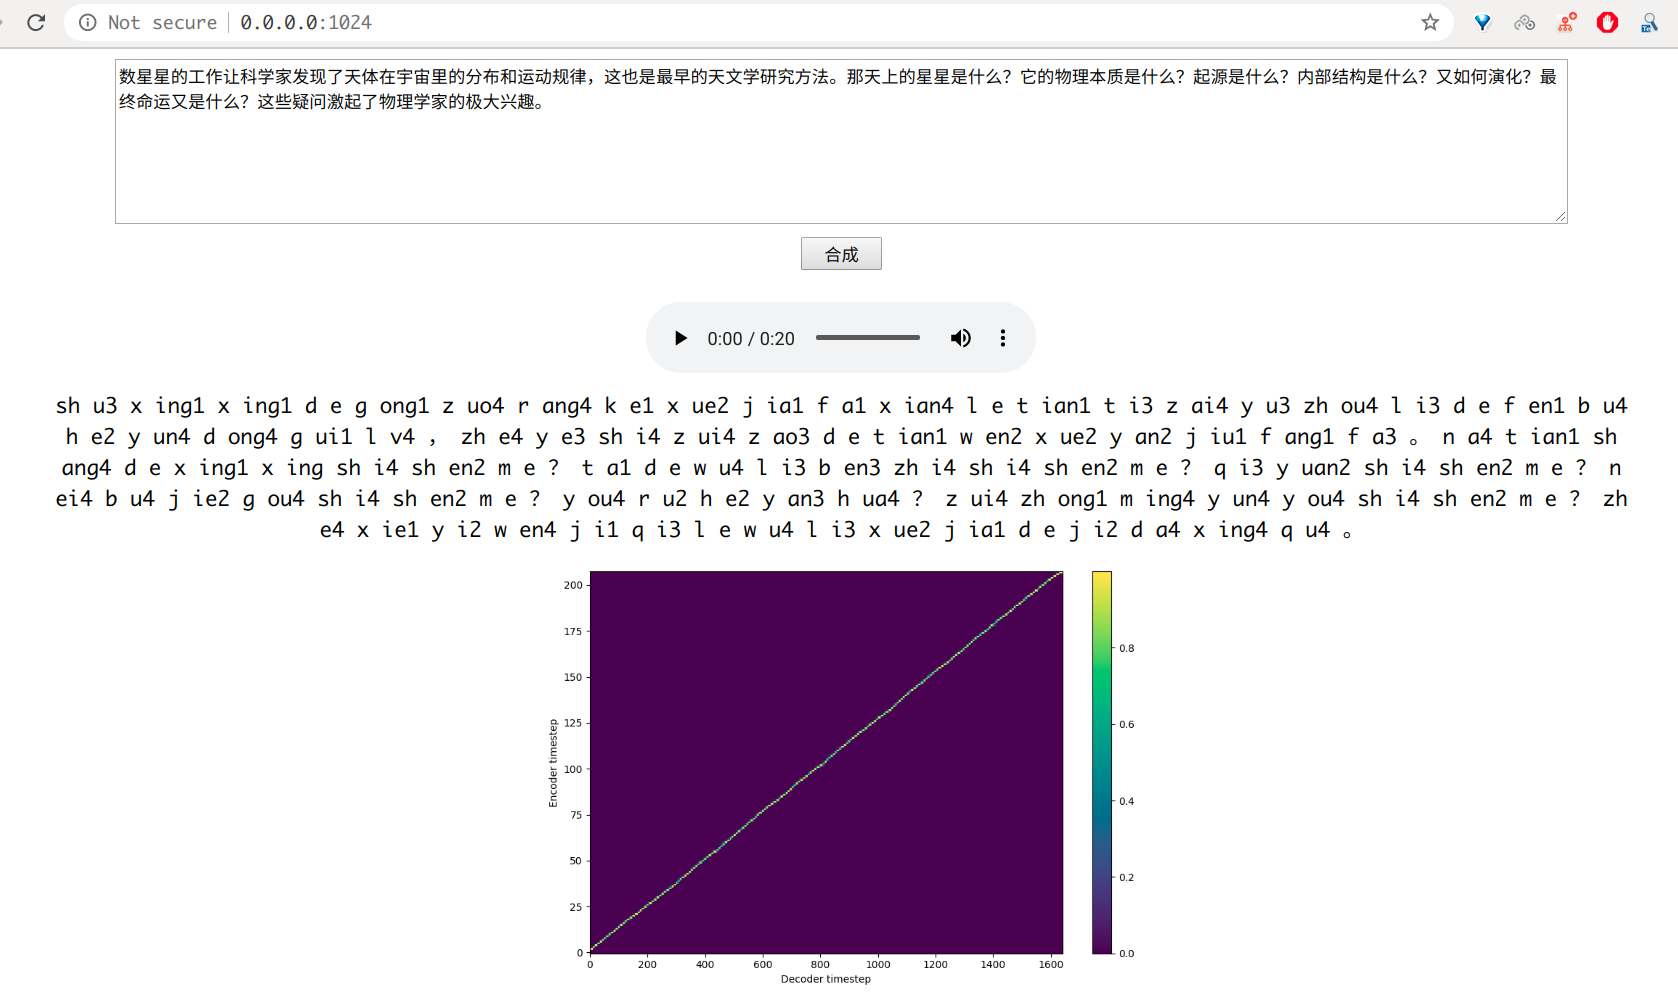 Not secure 0.0.0.0:1024
数星星的工作让科学家发现了天体在宇宙里的分布和运动规律，这也是最早的天文学研究方法。那天上的星星是什么？它的物理本质是什么？起源是什么？内部结构是什么？又如何演化？最
终命运又是什么？这些疑问激起了物理学家的极大兴趣。
合成
0:00 / 0:20
sh u3 x ing1 x ing1 d e g ong1 z uo4 r ang4 k e1 x ue2 j ia1 f a1 x ian4 l e t ian1 t i3 z ai4 y u3 zh ou4 l i3 d e f en1 b u4
h e2 y un4 d ong4 g ui1 l v4 ， zh e4 y e3 sh i4 z ui4 z ao3 d e t ian1 w en2 x ue2 y an2 j iu1 f ang1 f a3 。 n a4 t ian1 sh
ang4 d e x ing1 x ing sh i4 sh en2 m e ？ t a1 d e w u4 l i3 b en3 zh i4 sh i4 sh en2 m e ？ q i3 y uan2 sh i4 sh en2 m e ？ n
ei4 b u4 j ie2 g ou4 sh i4 sh en2 m e ？ y ou4 r u2 h e2 y an3 h ua4 ？ z ui4 zh ong1 m ing4 y un4 y ou4 sh i4 sh en2 m e ？ zh
e4 x ie1 y i2 w en4 j i1 q i3 l e w u4 l i3 x ue2 j ia1 d e j i2 d a4 x ing4 q u4 。
200
175
150
125
100
75
50
25
0
Encoder timestep
0 200 400 600 800 1000 1200 1400 1600
Decoder timestep
0.8
0.6
0.4
0.2
0.0